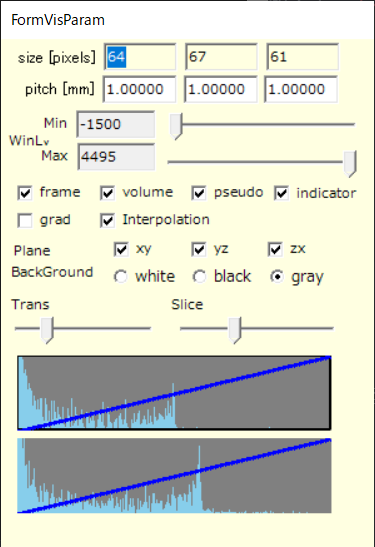 FormVisParam
size [pixels] 64 67 61
pitch [mm] 1.00000 1.00000 1.00000
Min -1500
WinLv
Max 4495
frame volume pseudo indicator
grad Interpolation
Plane xy yz zx
BackGround white black gray
Trans Slice